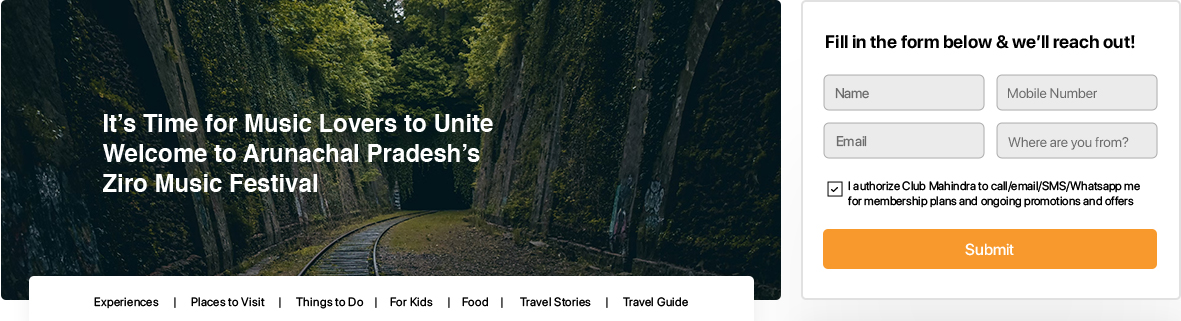 It's Time for Music Lovers to Unite
Welcome to Arunachal Pradesh's
Ziro Music Festival
Experiences | Places to Visit | Things to Do | For Kids | Food | Travel Stories | Travel Guide
Fill in the form below & we'll reach out!
Name
Mobile Number
Email
Where are you from?
I authorize Club Mahindra to call/email/SMS/Whatsapp me
for membership plans and ongoing promotions and offers
Submit